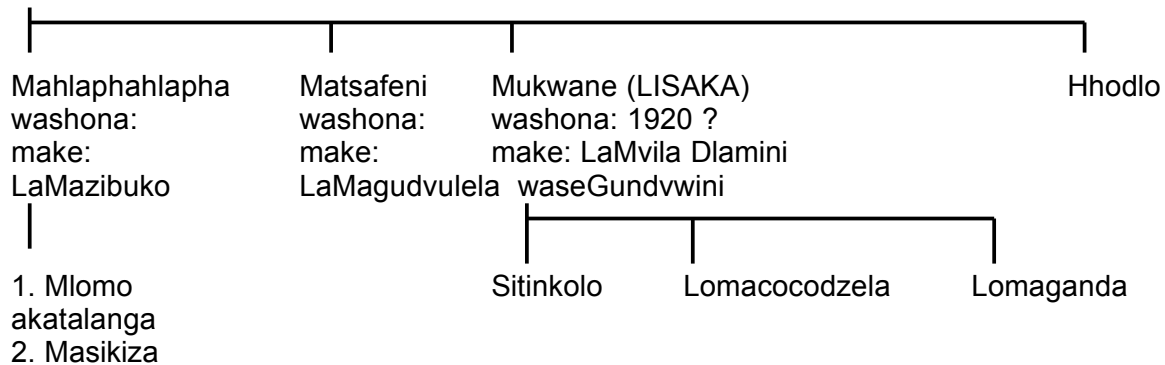 Mahlaphahlapha Matsafeni Mukwane (LISAKA) Hhodlo
washona: washona: washona: 1920 ?
make: make: make: LaMvila Dlamini
LaMazibuko LaMagudvulela waseGundvwini
1. Mlomo Sitinkolo Lomacocodzela Lomaganda
akatalanga
2. Masikiza